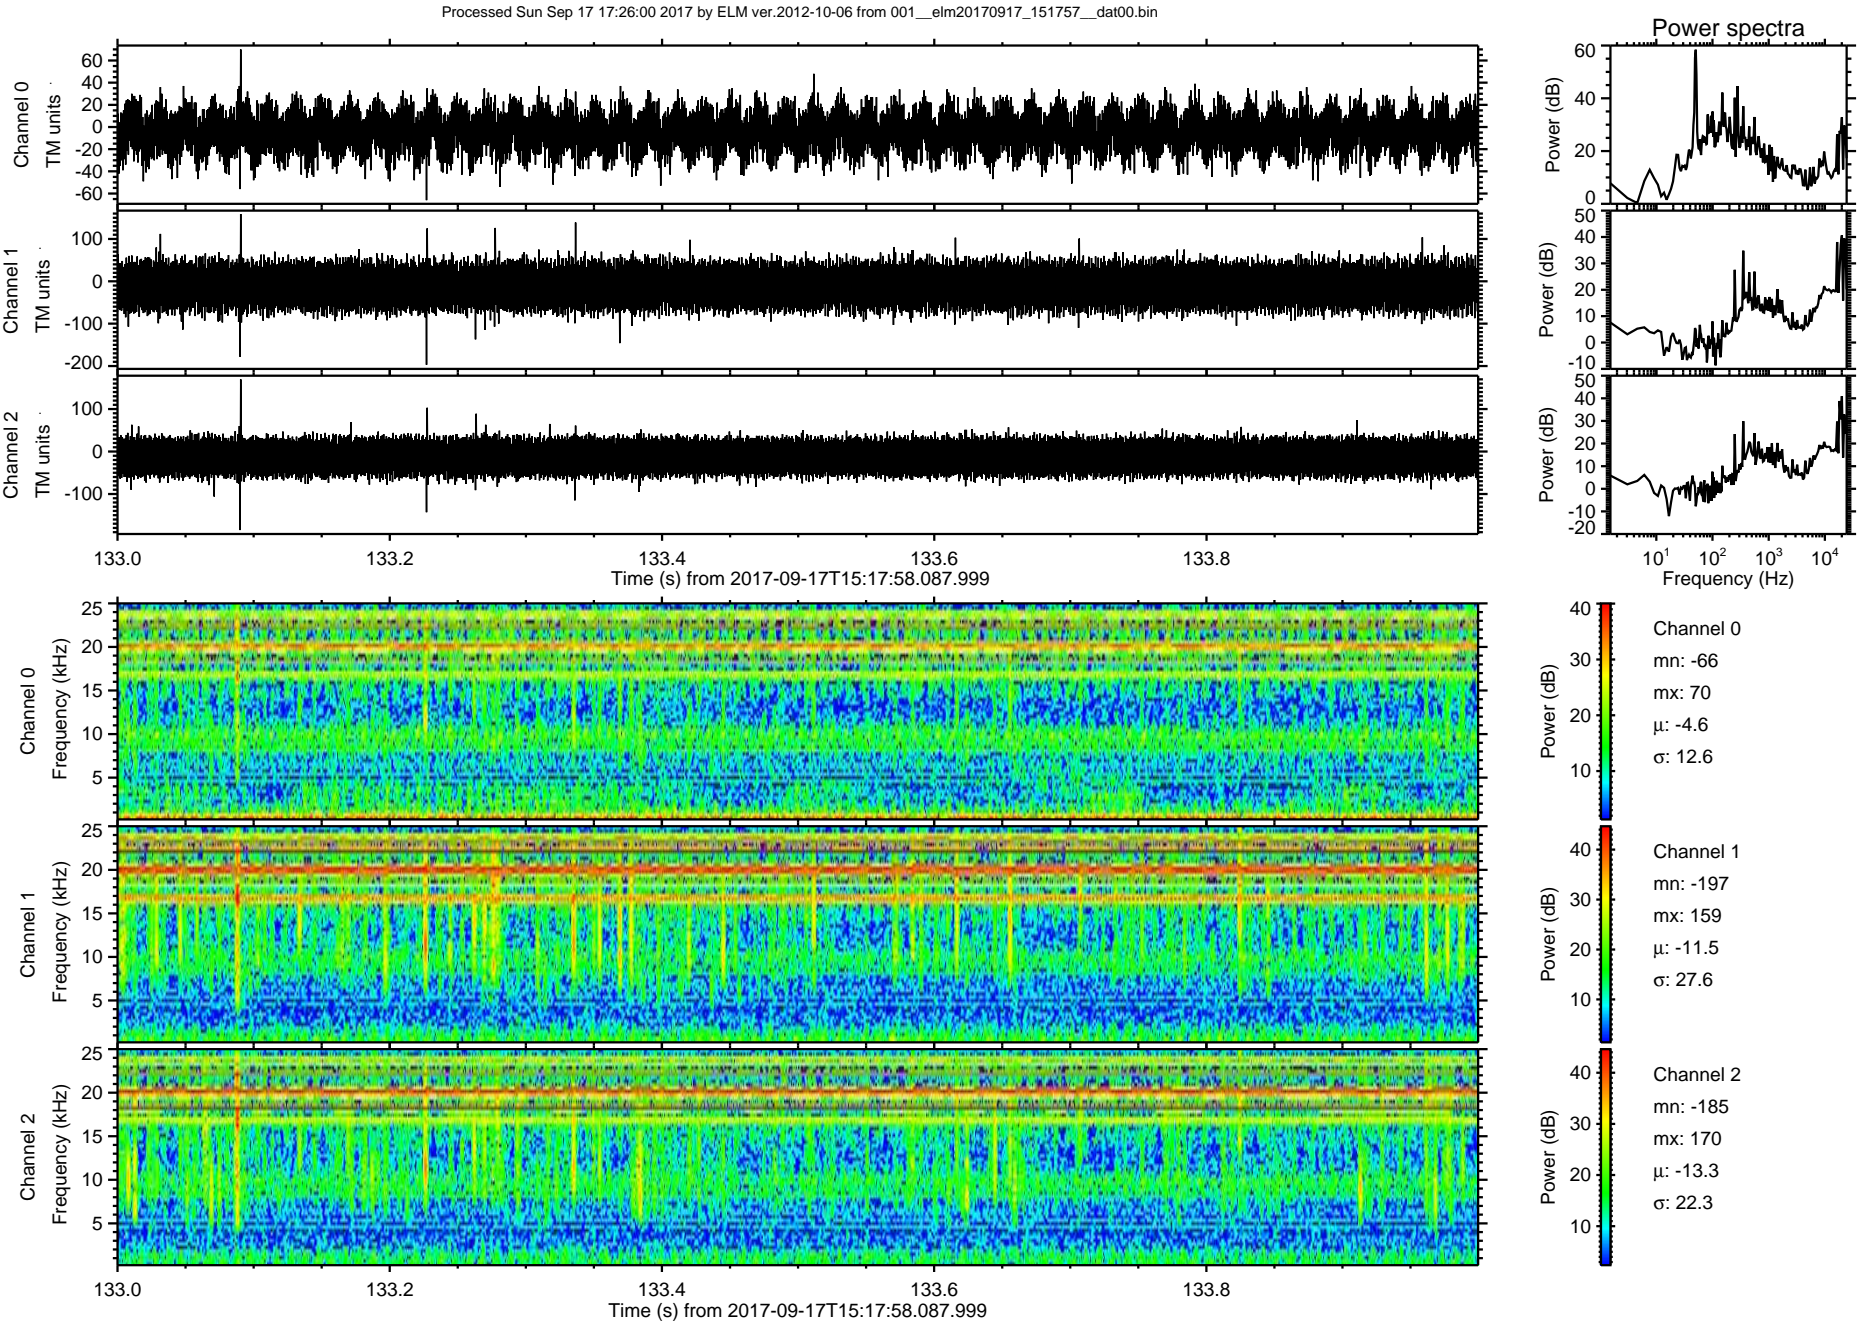 Processed Sun Sep 17 17:26:00 2017 by ELM ver.2012-10-06 from 001__elm20170917_151757__dat00.bin
Power spectra
Channel 0
TM units
60
40
20
0
-20
-40
-60
Power (dB)
60
40
20
0
Channel 1
TM units
100
0
-100
-200
Power (dB)
50
40
30
20
10
0
-10
Channel 2
TM units
100
0
-100
Power (dB)
50
40
30
20
10
0
-10
-20
133.0 133.2 133.4 133.6 133.8
Time (s) from 2017-09-17T15:17:58.087.999
10^1 10^2 10^3 10^4
Frequency (Hz)
Channel 0
Frequency (kHz)
25
20
15
10
5
Power (dB)
40
30
20
10
Channel 0
mn: -66
mx: 70
µ: -4.6
σ: 12.6
Channel 1
Frequency (kHz)
25
20
15
10
5
Power (dB)
40
30
20
10
Channel 1
mn: -197
mx: 159
µ: -11.5
σ: 27.6
Channel 2
Frequency (kHz)
25
20
15
10
5
Power (dB)
40
30
20
10
Channel 2
mn: -185
mx: 170
µ: -13.3
σ: 22.3
133.0 133.2 133.4 133.6 133.8
Time (s) from 2017-09-17T15:17:58.087.999